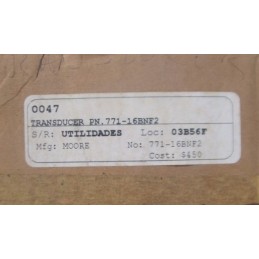 0047
TRANSDUCER PN.771-16BNF2
S/R: UTILIDADES Loc: 03B56F
Mfg: MOORE No: 771-16BNF2
Cost: $450